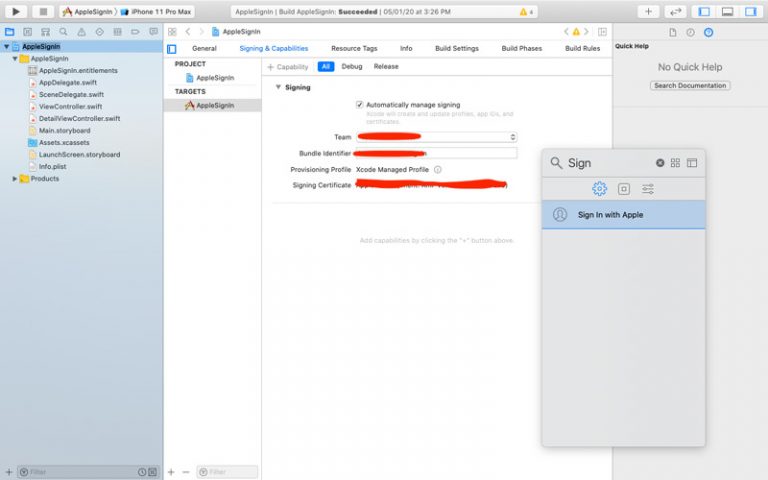 AppleSignIn
iPhone 11 Pro Max
AppleSignIn | Build AppleSignIn: Succeeded | 05/01/20 at 3:26 PM
4
AppleSignIn
AppleSignIn
AppleSignIn.entitlements
AppDelegate.swift
SceneDelegate.swift
ViewController.swift
DetailViewController.swift
Main.storyboard
Assets.xcassets
LaunchScreen.storyboard
Info.plist
Products
Filter
AppleSignIn
General
Signing & Capabilities
Resource Tags
Info
Build Settings
Build Phases
Build Rules
PROJECT
AppleSignIn
TARGETS
AppleSignIn
Filter
+ Capability
All
Debug
Release
Signing
Automatically manage signing
Xcode will create and update profiles, app IDs, and
certificates.
Team
Bundle Identifier
Provisioning Profile Xcode Managed Profile
Signing Certificate
Add capabilities by clicking the "+" button above.
Quick Help
No Quick Help
Search Documentation
Sign
Sign In with Apple